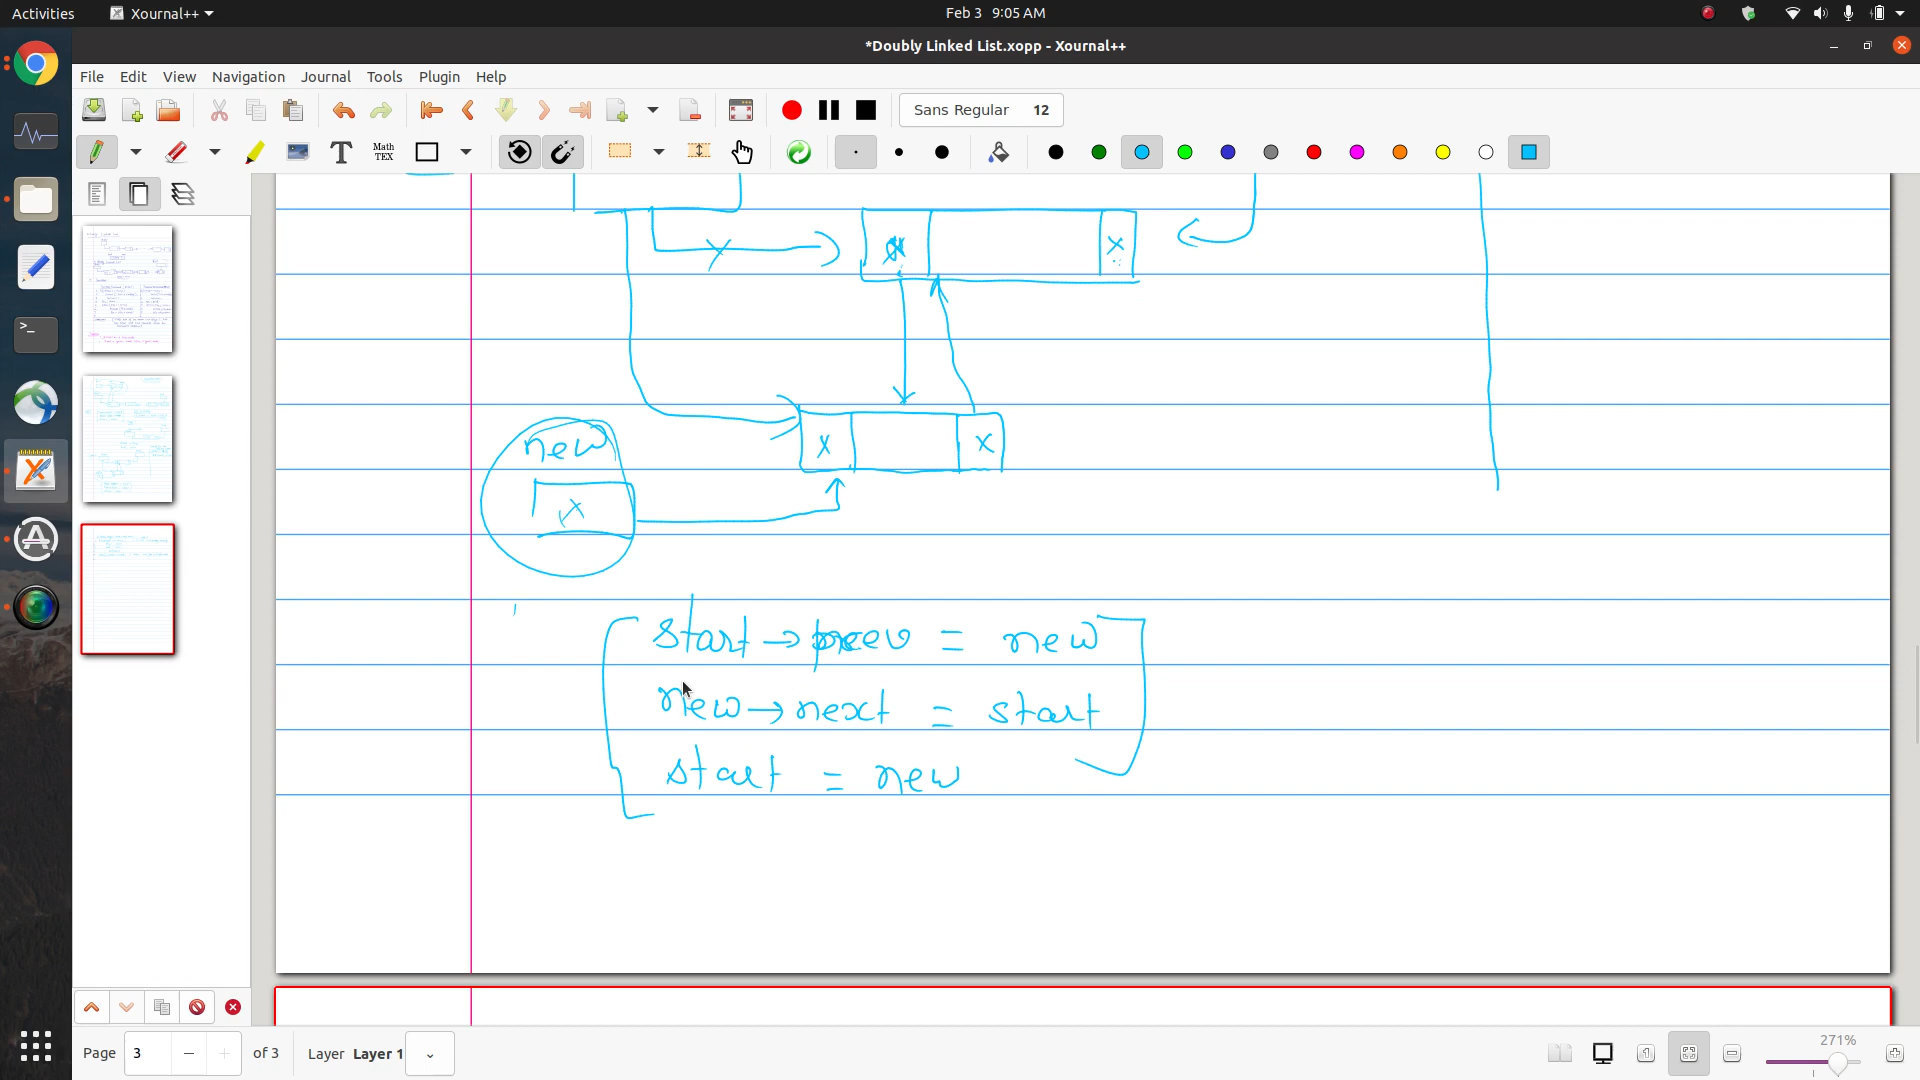 Activities Xournal++ Feb 3 9:05 AM
*Doubly Linked List.xopp - Xournal++
File Edit View Navigation Journal Tools Plugin Help
Sans Regular 12
Math TEX
x
x
x
new
x
x
x
start → prev = new
new → next = start
start = new
Page 3 of 3 Layer Layer 1 271%